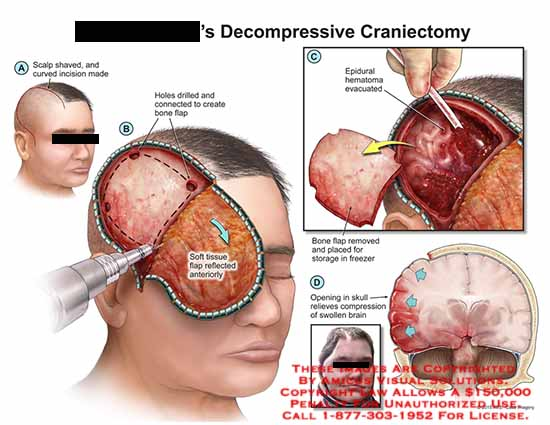 's Decompressive Craniectomy
A
Scalp shaved, and
curved incision made
Holes drilled and
connected to create
bone flap
B
Soft tissue
flap reflected
anteriorly
C
Epidural
hematoma
evacuated
Bone flap removed
and placed for
storage in freezer
D
Opening in skull
relieves compression
of swollen brain
These Images Are Copyrighted
By Amicus Visual Solutions.
Copyright Law Allows A $150,000
Penalty For Unauthorized Use.
Call 1-877-303-1952 For License.